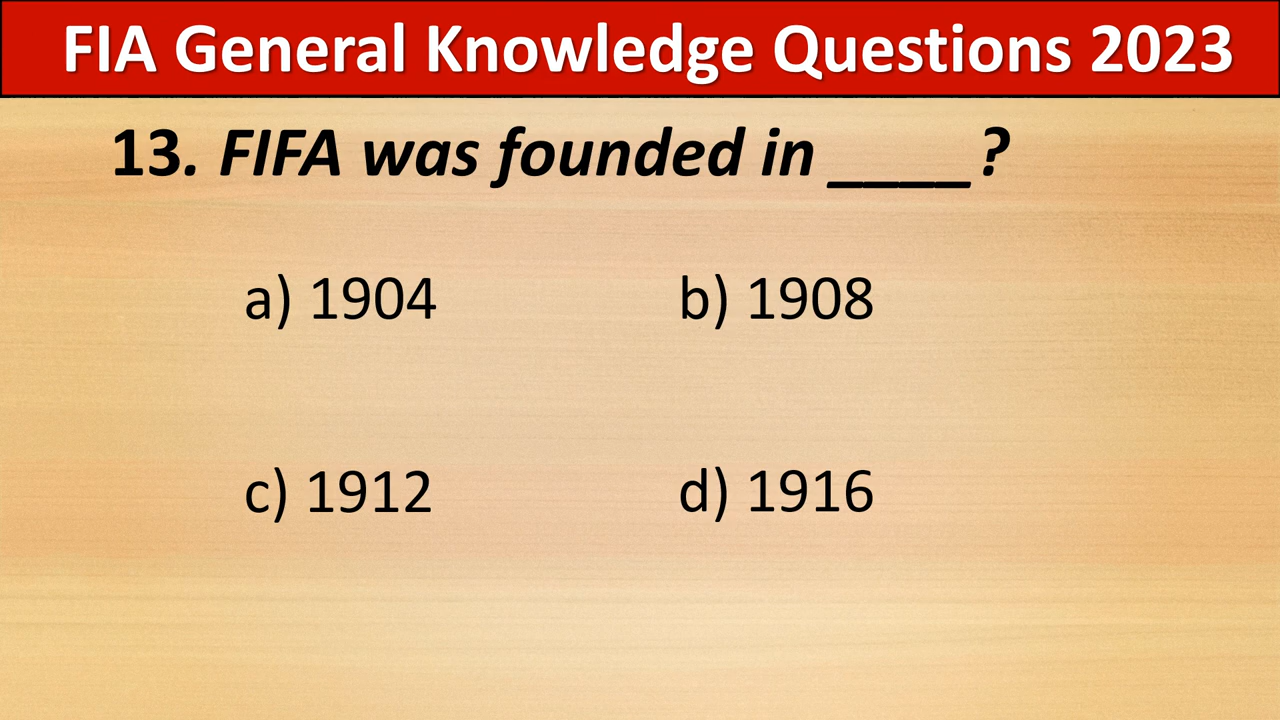 FIA General Knowledge Questions 2023
13. FIFA was founded in ____?
a) 1904 b) 1908
c) 1912 d) 1916